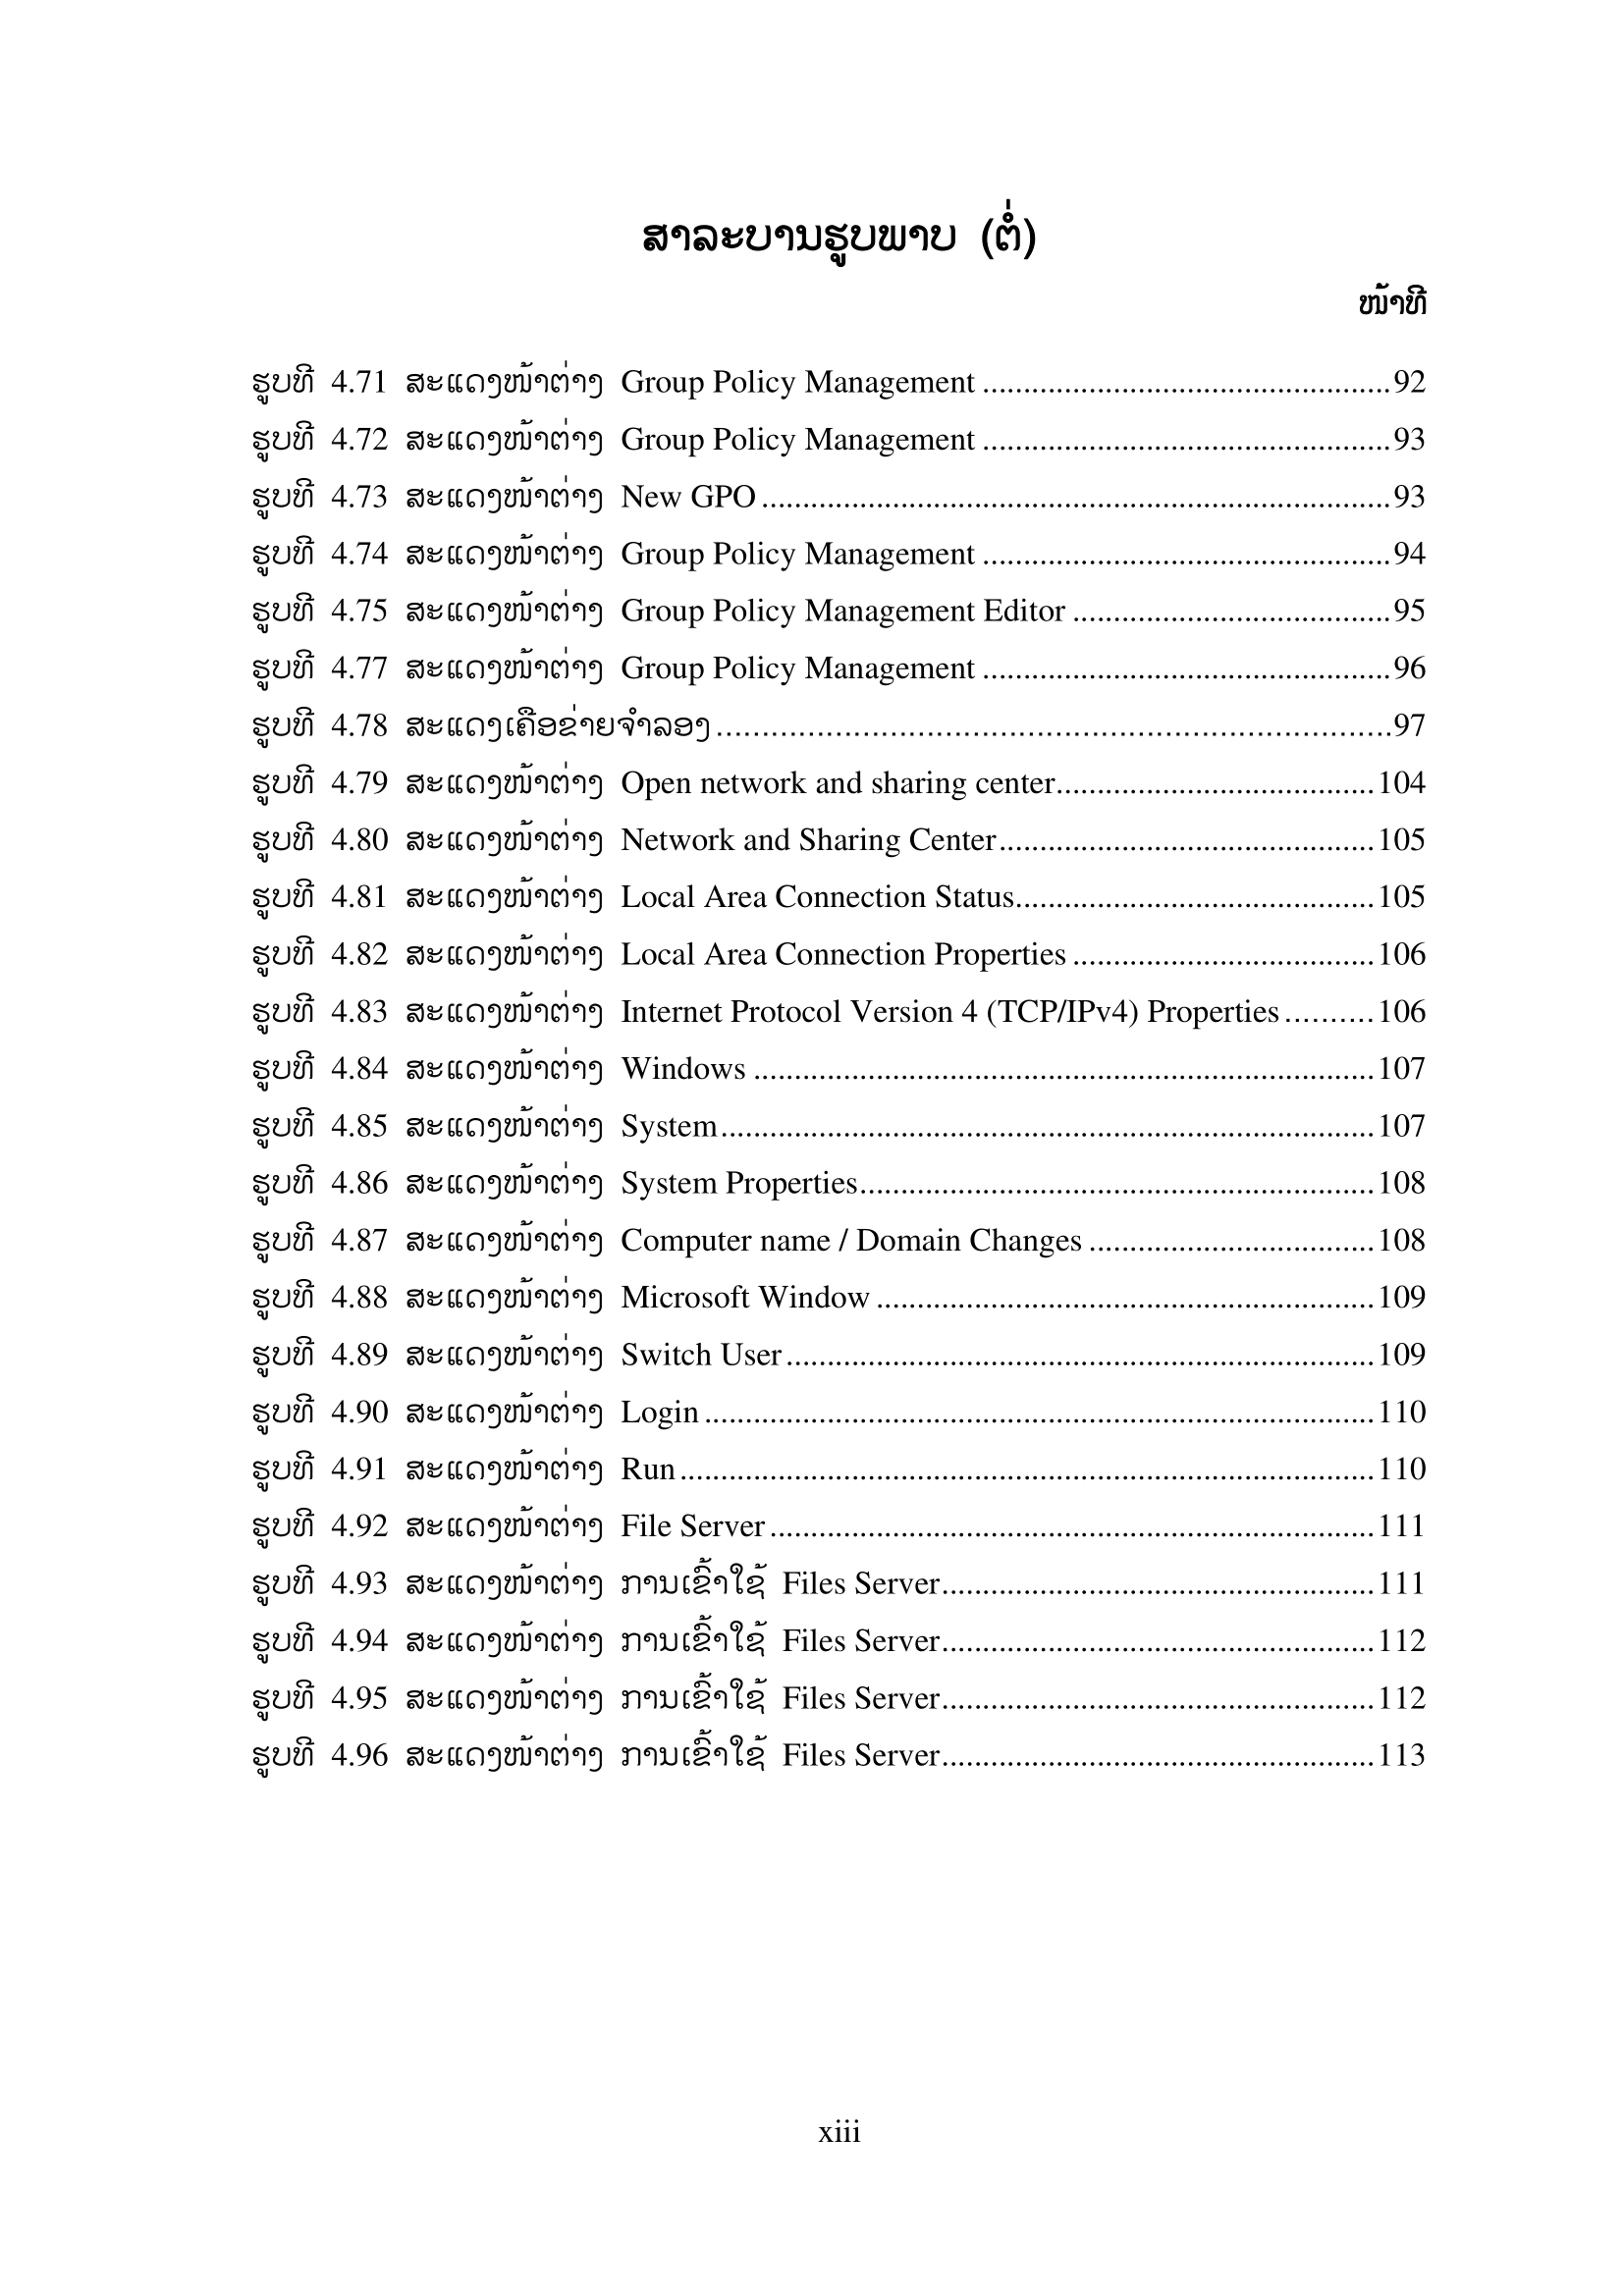 ສາລະບານຮູບພາບ (ຕໍ່)
ໜ້າທີ
ຮູບທີ 4.71 ສະແດງໜ້າຕ່າງ Group Policy Management ..................................................92
ຮູບທີ 4.72 ສະແດງໜ້າຕ່າງ Group Policy Management ..................................................93
ຮູບທີ 4.73 ສະແດງໜ້າຕ່າງ New GPO .............................................................................93
ຮູບທີ 4.74 ສະແດງໜ້າຕ່າງ Group Policy Management ..................................................94
ຮູບທີ 4.75 ສະແດງໜ້າຕ່າງ Group Policy Management Editor .......................................95
ຮູບທີ 4.77 ສະແດງໜ້າຕ່າງ Group Policy Management ..................................................96
ຮູບທີ 4.78 ສະແດງເຄືອຂ່າຍຈຳລອງ..........................................................................97
ຮູບທີ 4.79 ສະແດງໜ້າຕ່າງ Open network and sharing center.......................................104
ຮູບທີ 4.80 ສະແດງໜ້າຕ່າງ Network and Sharing Center..............................................105
ຮູບທີ 4.81 ສະແດງໜ້າຕ່າງ Local Area Connection Status............................................105
ຮູບທີ 4.82 ສະແດງໜ້າຕ່າງ Local Area Connection Properties .....................................106
ຮູບທີ 4.83 ສະແດງໜ້າຕ່າງ Internet Protocol Version 4 (TCP/IPv4) Properties ..........106
ຮູບທີ 4.84 ສະແດງໜ້າຕ່າງ Windows ............................................................................107
ຮູບທີ 4.85 ສະແດງໜ້າຕ່າງ System................................................................................107
ຮູບທີ 4.86 ສະແດງໜ້າຕ່າງ System Properties...............................................................108
ຮູບທີ 4.87 ສະແດງໜ້າຕ່າງ Computer name / Domain Changes ...................................108
ຮູບທີ 4.88 ສະແດງໜ້າຕ່າງ Microsoft Window .............................................................109
ຮູບທີ 4.89 ສະແດງໜ້າຕ່າງ Switch User ........................................................................109
ຮູບທີ 4.90 ສະແດງໜ້າຕ່າງ Login ..................................................................................110
ຮູບທີ 4.91 ສະແດງໜ້າຕ່າງ Run .....................................................................................110
ຮູບທີ 4.92 ສະແດງໜ້າຕ່າງ File Server ..........................................................................111
ຮູບທີ 4.93 ສະແດງໜ້າຕ່າງ ການເຂົ້າໃຊ້ Files Server.....................................................111
ຮູບທີ 4.94 ສະແດງໜ້າຕ່າງ ການເຂົ້າໃຊ້ Files Server.....................................................112
ຮູບທີ 4.95 ສະແດງໜ້າຕ່າງ ການເຂົ້າໃຊ້ Files Server.....................................................112
ຮູບທີ 4.96 ສະແດງໜ້າຕ່າງ ການເຂົ້າໃຊ້ Files Server.....................................................113
xiii